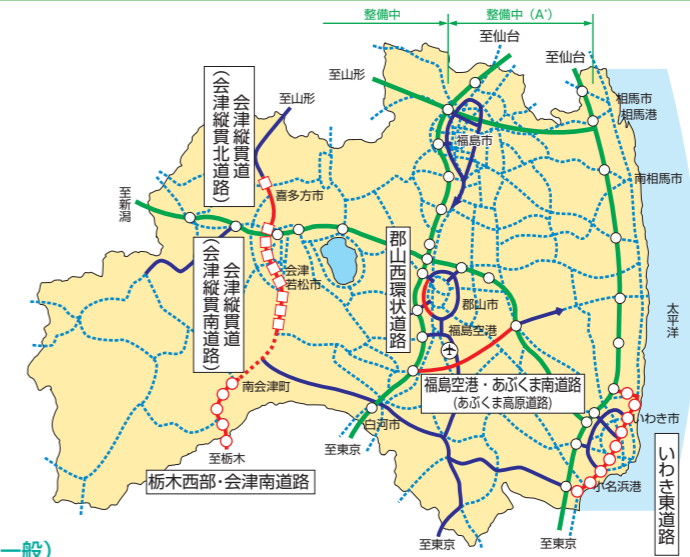 整備中
整備中（A'）
至仙台
至仙台
至山形
至山形
相馬市
相馬港
会津縦貫道
（会津縦貫北道路）
福島市
南相馬市
喜多方市
至新潟
会津縦貫道
（会津縦貫南道路）
会津
若松市
郡山西環状道路
郡山市
福島空港
太平洋
南会津町
福島空港・あぶくま南道路
（あぶくま高原道路）
白河市
いわき市
至東京
至栃木
栃木西部・会津南道路
いわき東道路
小名浜港
至東京
至東京
一般）